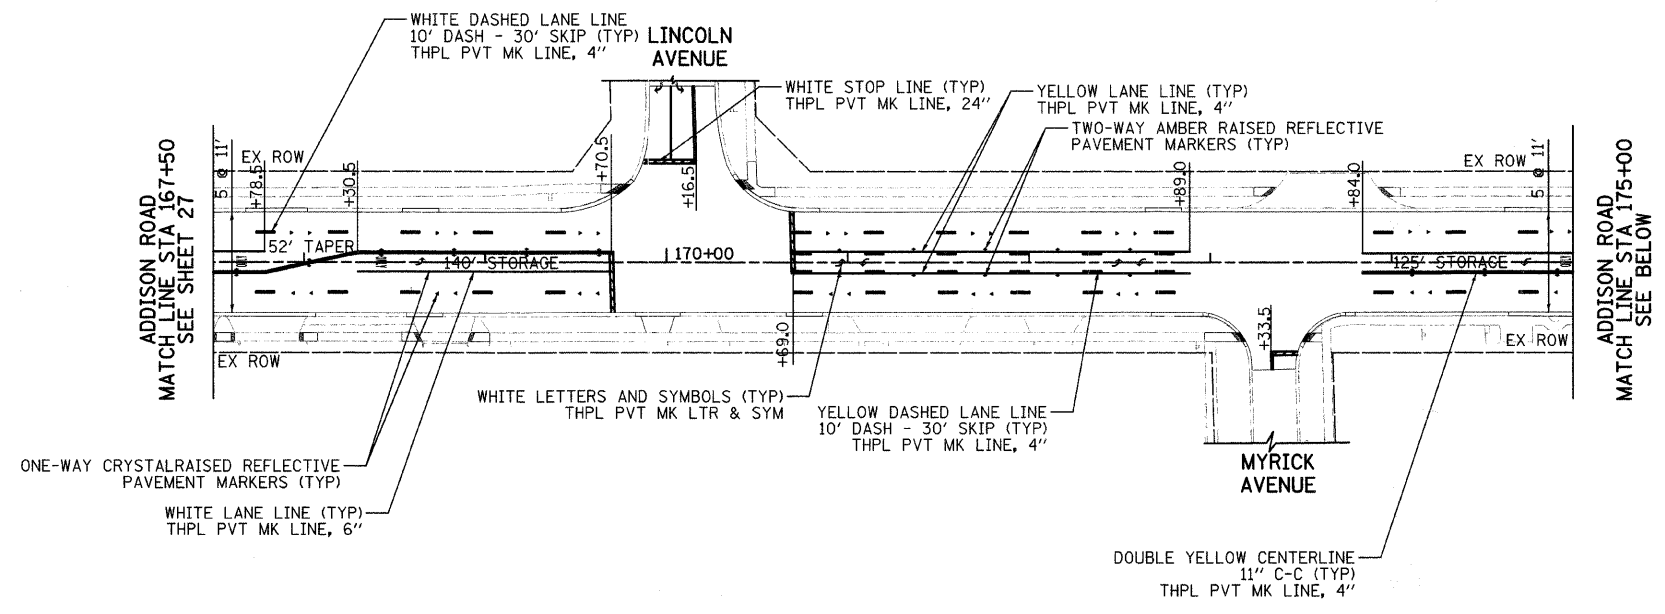 WHITE DASHED LANE LINE
10' DASH - 30' SKIP (TYP)
THPL PVT MK LINE, 4"
LINCOLN
AVENUE
WHITE STOP LINE (TYP)
THPL PVT MK LINE, 24"
YELLOW LANE LINE (TYP)
THPL PVT MK LINE, 4"
TWO-WAY AMBER RAISED REFLECTIVE
PAVEMENT MARKERS (TYP)
ADDISON ROAD
MATCH LINE STA 167+50
SEE SHEET 27
5 @ 11'
EX ROW
+78.5
+30.5
+70.5
+16.5
+89.0
+84.0
EX ROW
5 @ 11'
ADDISON ROAD
MATCH LINE STA 175+00
SEE BELOW
52' TAPER
140' STORAGE
170+00
125' STORAGE
+69.0
+33.5
EX ROW
EX ROW
WHITE LETTERS AND SYMBOLS (TYP)
THPL PVT MK LTR & SYM
YELLOW DASHED LANE LINE
10' DASH - 30' SKIP (TYP)
THPL PVT MK LINE, 4"
MYRICK
AVENUE
ONE-WAY CRYSTALRAISED REFLECTIVE
PAVEMENT MARKERS (TYP)
WHITE LANE LINE (TYP)
THPL PVT MK LINE, 6"
DOUBLE YELLOW CENTERLINE
11" C-C (TYP)
THPL PVT MK LINE, 4"